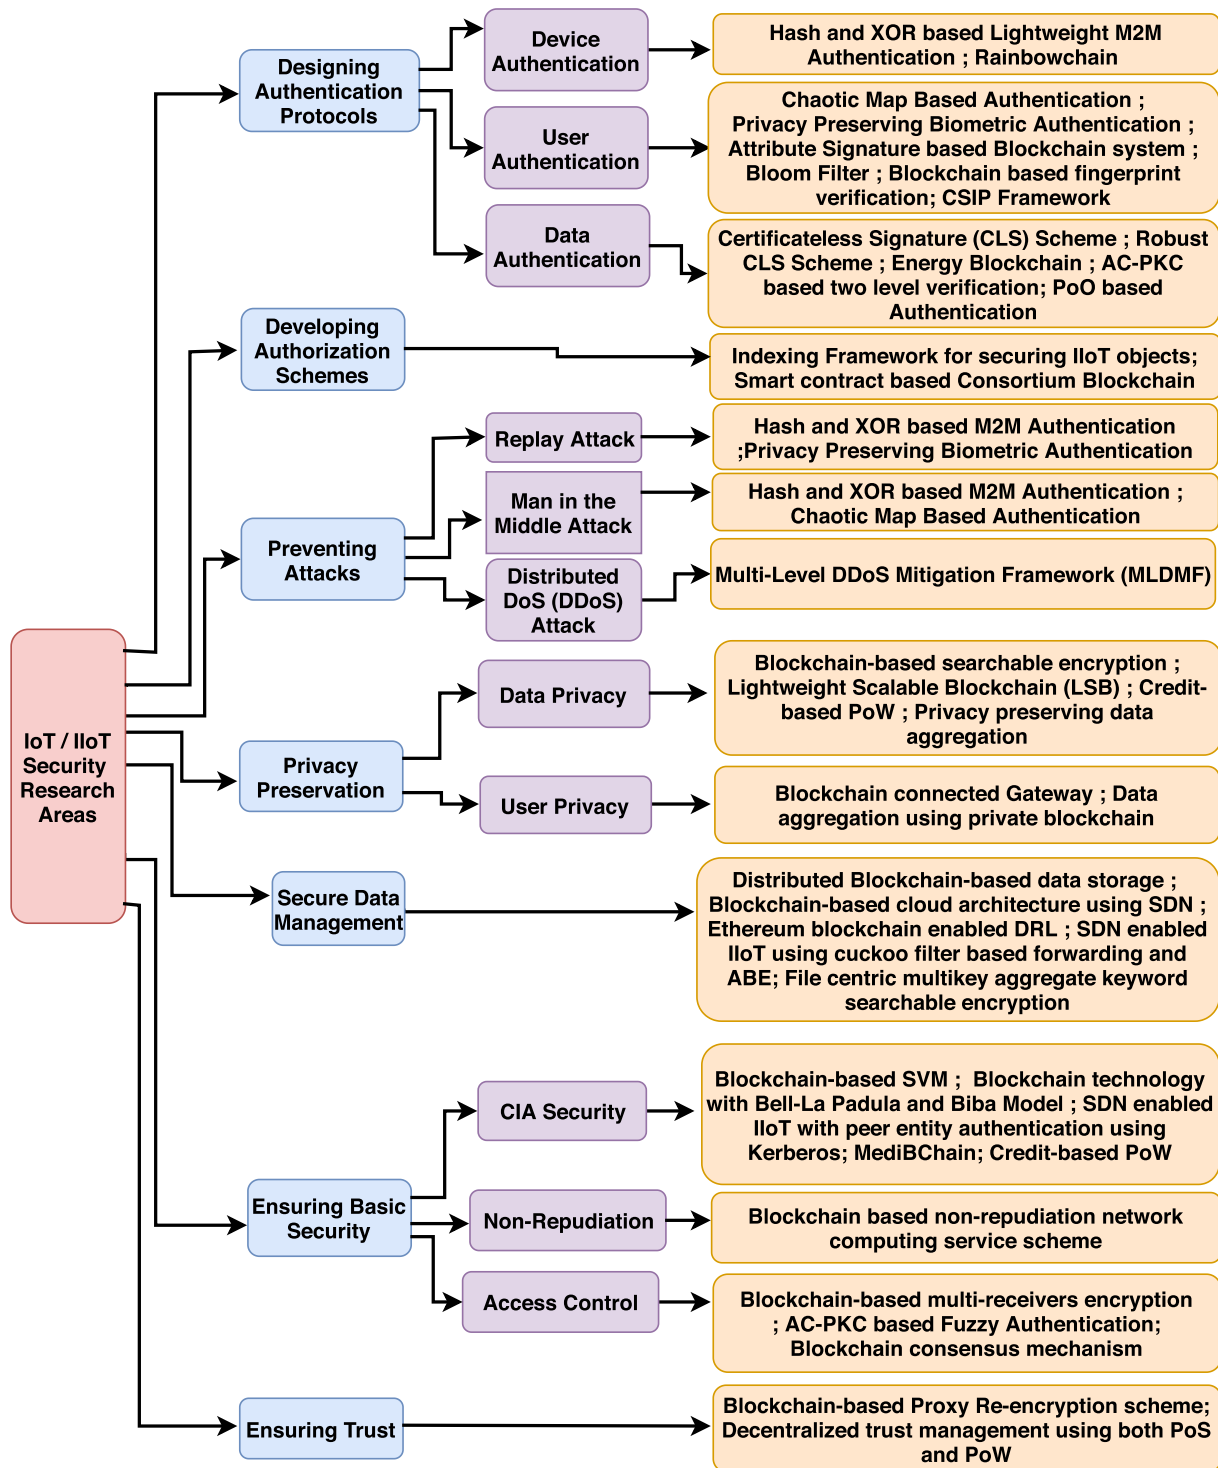 IoT / IIoT
Security
Research
Areas
Designing
Authentication
Protocols
Device
Authentication
Hash and XOR based Lightweight M2M
Authentication ; Rainbowchain
User
Authentication
Chaotic Map Based Authentication ;
Privacy Preserving Biometric Authentication ;
Attribute Signature based Blockchain system ;
Bloom Filter ; Blockchain based fingerprint
verification; CSIP Framework
Data
Authentication
Certificateless Signature (CLS) Scheme ; Robust
CLS Scheme ; Energy Blockchain ; AC-PKC
based two level verification; PoO based
Authentication
Developing
Authorization
Schemes
Indexing Framework for securing IIoT objects;
Smart contract based Consortium Blockchain
Preventing
Attacks
Replay Attack
Hash and XOR based M2M Authentication
;Privacy Preserving Biometric Authentication
Man in the
Middle Attack
Hash and XOR based M2M Authentication ;
Chaotic Map Based Authentication
Distributed
DoS (DDoS)
Attack
Multi-Level DDoS Mitigation Framework (MLDMF)
Privacy
Preservation
Data Privacy
Blockchain-based searchable encryption ;
Lightweight Scalable Blockchain (LSB) ; Credit-
based PoW ; Privacy preserving data
aggregation
User Privacy
Blockchain connected Gateway ; Data
aggregation using private blockchain
Secure Data
Management
Distributed Blockchain-based data storage ;
Blockchain-based cloud architecture using SDN ;
Ethereum blockchain enabled DRL ; SDN enabled
IIoT using cuckoo filter based forwarding and
ABE; File centric multikey aggregate keyword
searchable encryption
Ensuring Basic
Security
CIA Security
Blockchain-based SVM ; Blockchain technology
with Bell-La Padula and Biba Model ; SDN enabled
IIoT with peer entity authentication using
Kerberos; MediBChain; Credit-based PoW
Non-Repudiation
Blockchain based non-repudiation network
computing service scheme
Access Control
Blockchain-based multi-receivers encryption
; AC-PKC based Fuzzy Authentication;
Blockchain consensus mechanism
Ensuring Trust
Blockchain-based Proxy Re-encryption scheme;
Decentralized trust management using both PoS
and PoW